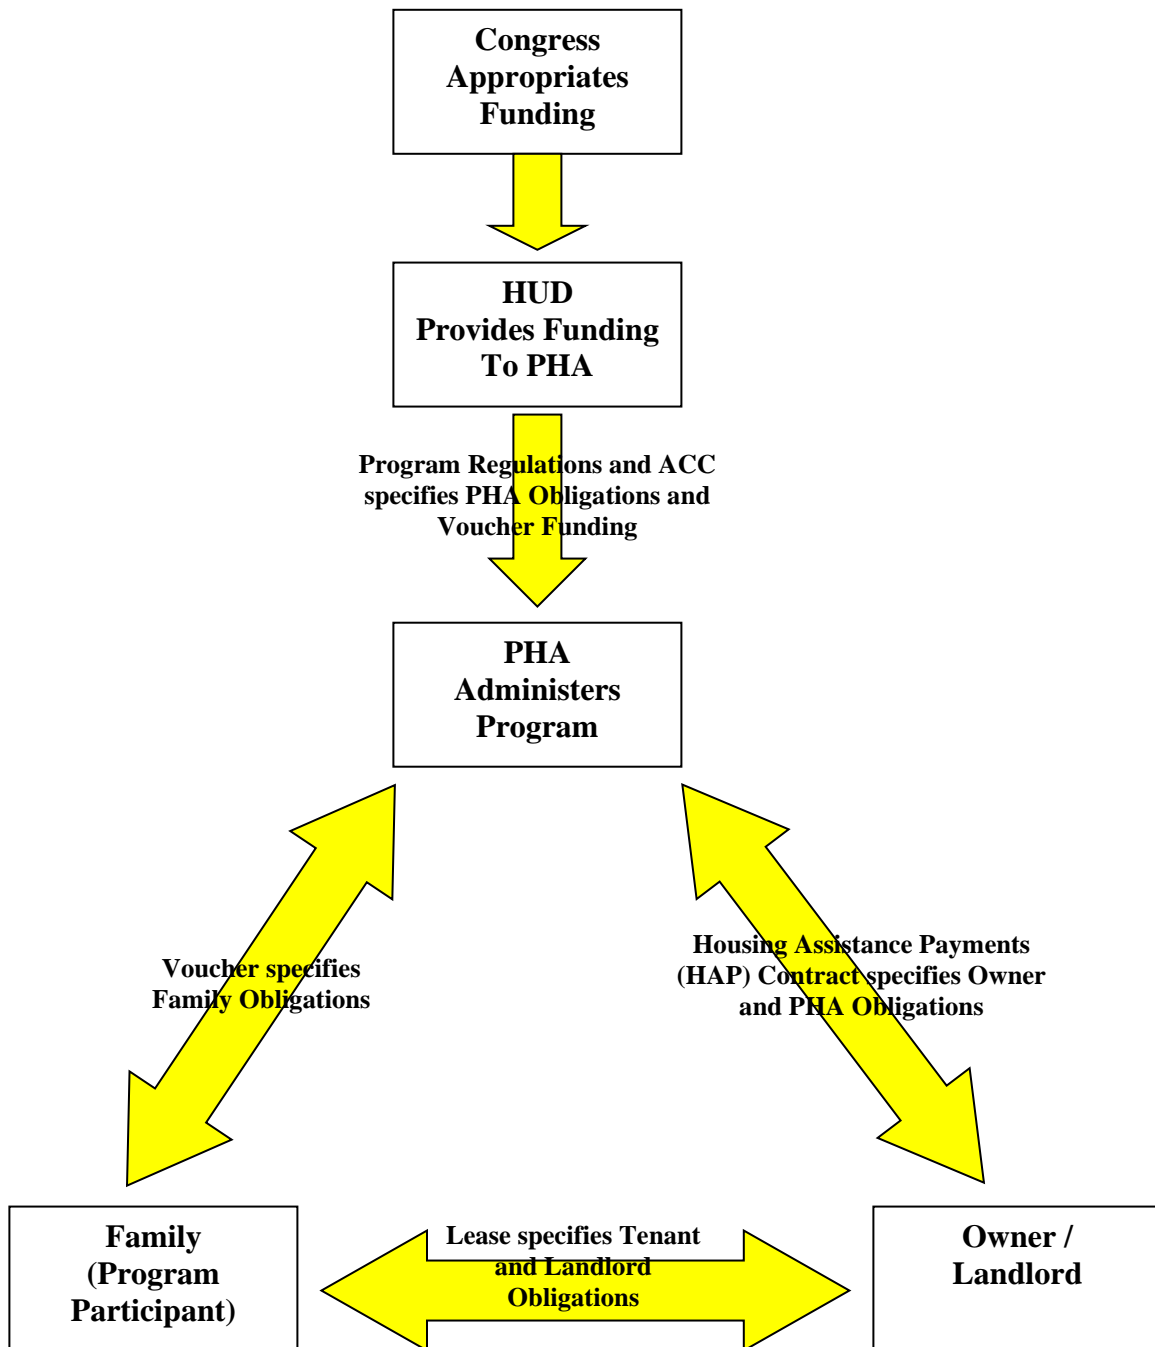 Congress
Appropriates
Funding
HUD
Provides Funding
To PHA
Program Regulations and ACC
specifies PHA Obligations and
Voucher Funding
PHA
Administers
Program
Voucher specifies
Family Obligations
Housing Assistance Payments
(HAP) Contract specifies Owner
and PHA Obligations
Family
(Program
Participant)
Lease specifies Tenant
and Landlord
Obligations
Owner /
Landlord